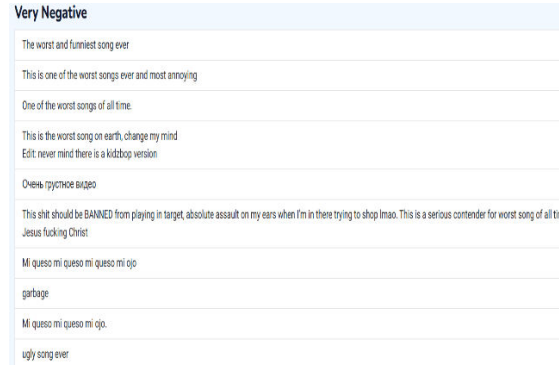 Very Negative
The worst and funniest song ever
This is one of the worst songs ever and most annoying
One of the worst songs of all time.
This is the worst song on earth, change my mind
Edit: never mind there is a kidzbop version
Очень грустное видео
This shit should be BANNED from playing in target, absolute assault on my ears when I'm in there trying to shop lmao. This is a serious contender for worst song of all
Jesus fucking Christ
Mi queso mi queso mi queso mi ojo
garbage
Mi queso mi queso mi ojo.
ugly song ever